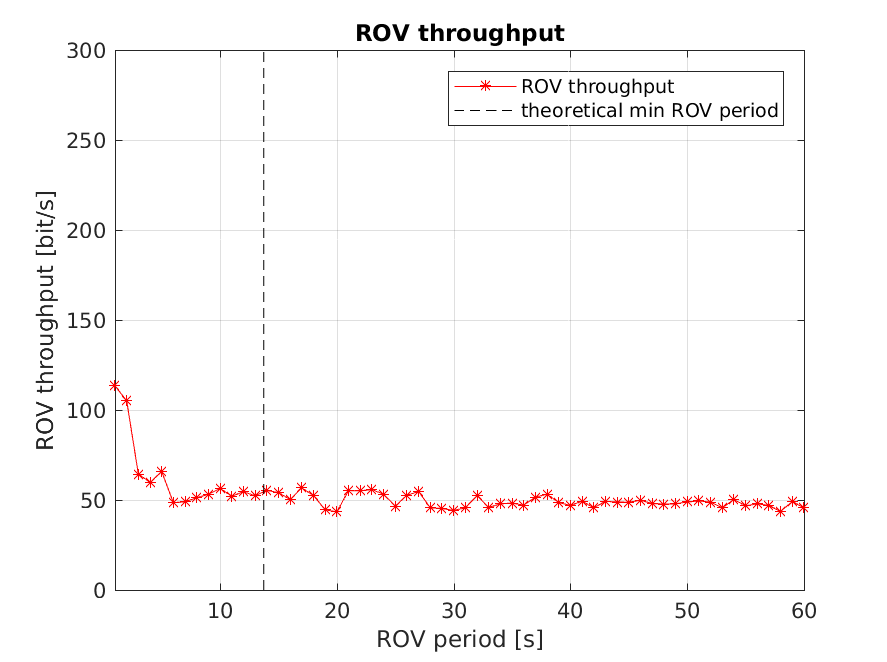 ROV throughput
ROV throughput
theoretical min ROV period
300
250
200
150
100
50
0
ROV throughput [bit/s]
10
20
30
40
50
60
ROV period [s]